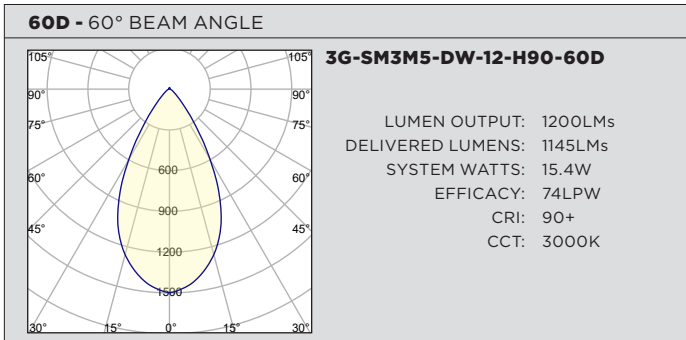 60D - 60° BEAM ANGLE
3G-SM3M5-DW-12-H90-60D
LUMEN OUTPUT: 1200LMs
DELIVERED LUMENS: 1145LMs
SYSTEM WATTS: 15.4W
EFFICACY: 74LPW
CRI: 90+
CCT: 3000K
105° 105°
90° 90°
75° 75°
60° 600 60°
900
45° 45°
1200
1500
30° 15° 0° 15° 30°